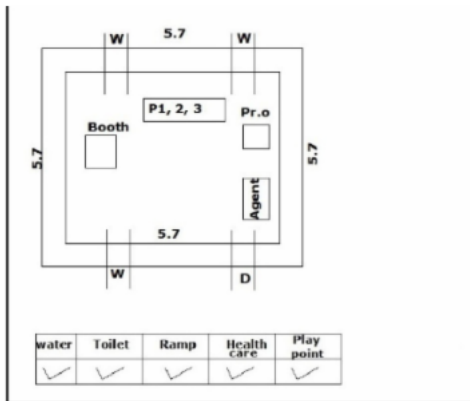 5.7
W W
P1, 2, 3
Pr.o
Booth
5.7
5.7
Agent
5.7
W
D
water Toilet Ramp Health care Play point